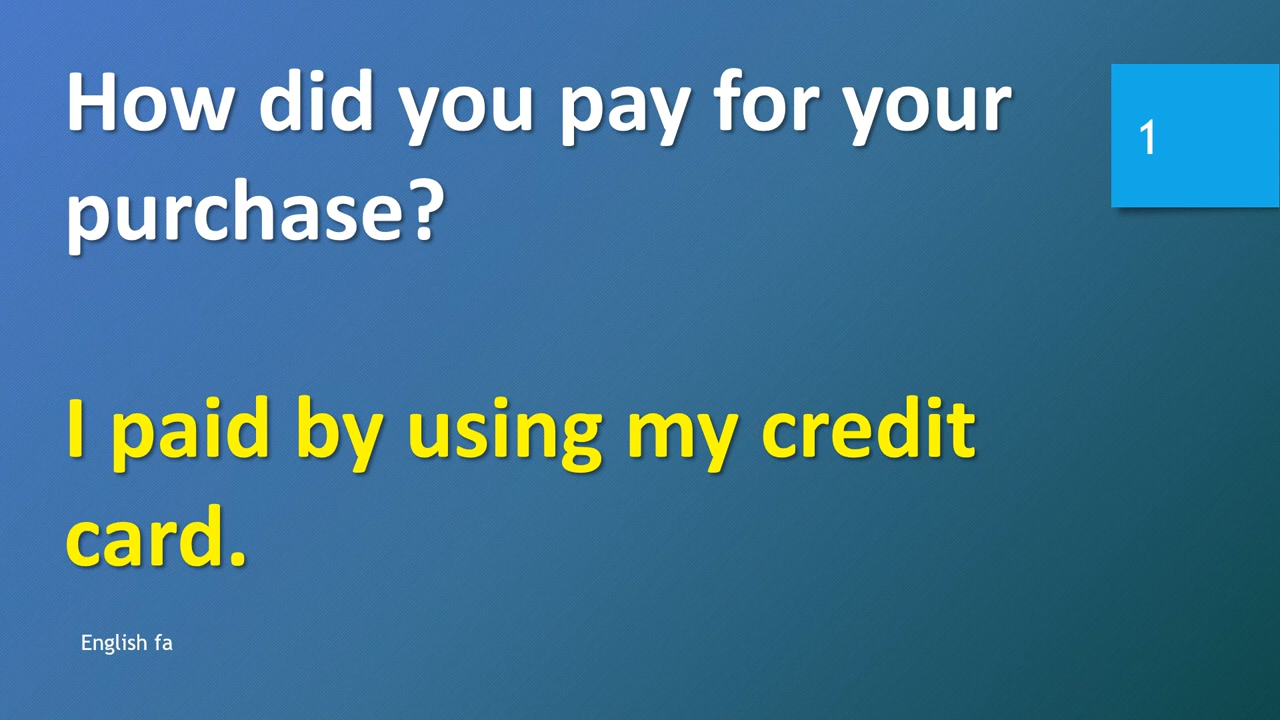 How did you pay for your
purchase?
1
I paid by using my credit
card.
English fa